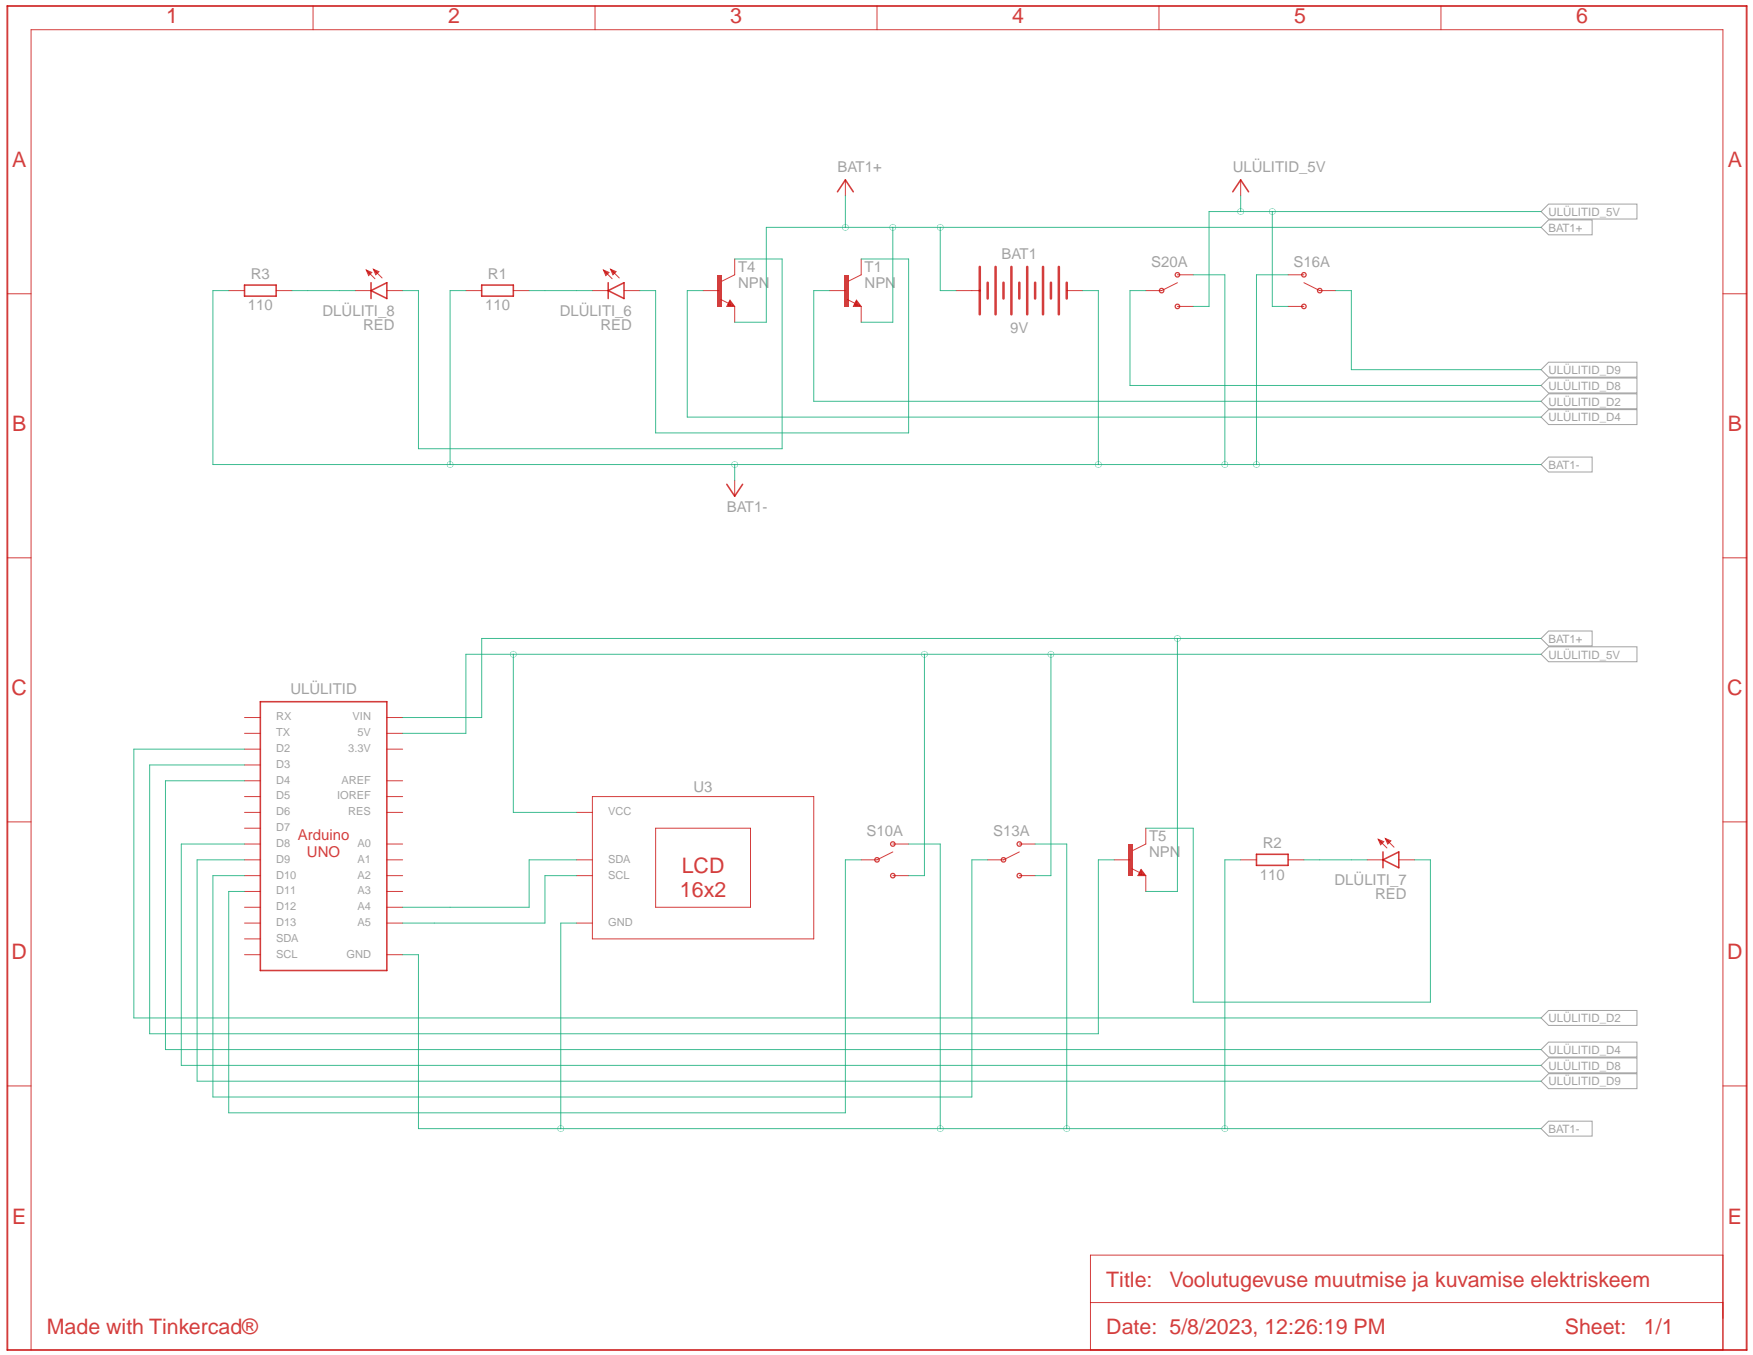 1 2 3 4 5 6
A A
BAT1+ ULÜLITID_5V
ULÜLITID_5V
BAT1+
R3
110
DLÜLITI_8
RED
R1
110
DLÜLITI_6
RED
T4
NPN
T1
NPN
BAT1
9V
S20A
S16A
ULÜLITID_D9
ULÜLITID_D8
ULÜLITID_D2
ULÜLITID_D4
B B
BAT1-
BAT1-
BAT1+
ULÜLITID_5V
C C
ULÜLITID
RX VIN
TX 5V
D2 3.3V
D3
D4 AREF
D5 IOREF
D6 RES
D7
Arduino
UNO
D8 A0
D9 A1
D10 A2
D11 A3
D12 A4
D13 A5
SDA
SCL GND
U3
VCC
SDA
SCL
GND
LCD
16x2
S10A
S13A
T5
NPN
R2
110
DLÜLITI_7
RED
D D
ULÜLITID_D2
ULÜLITID_D4
ULÜLITID_D8
ULÜLITID_D9
BAT1-
E E
Title: Voolutugevuse muutmise ja kuvamise elektriskeem
Made with Tinkercad®
Date: 5/8/2023, 12:26:19 PM Sheet: 1/1